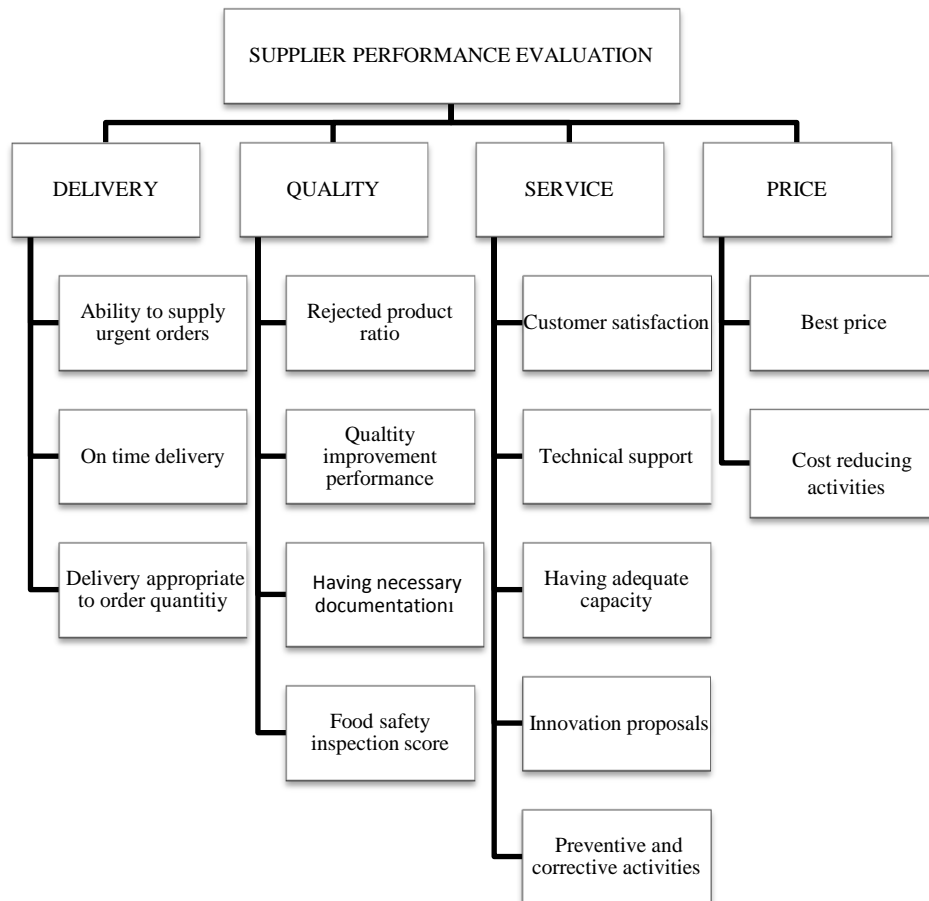 SUPPLIER PERFORMANCE EVALUATION
DELIVERY
QUALITY
SERVICE
PRICE
Ability to supply
urgent orders
On time delivery
Delivery appropriate
to order quantitiy
Rejected product
ratio
Qualtity
improvement
performance
Having necessary
documentationı
Food safety
inspection score
Customer satisfaction
Technical support
Having adequate
capacity
Innovation proposals
Preventive and
corrective activities
Best price
Cost reducing
activities